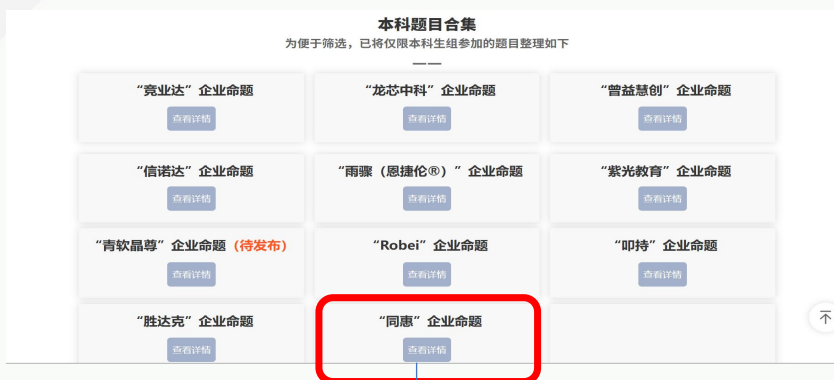 本科题目合集
为便于筛选，已将仅限本科生组参加的题目整理如下
“竞业达”企业命题
“龙芯中科”企业命题
“曾益慧创”企业命题
查看详情
查看详情
查看详情
“信诺达”企业命题
“雨骤（恩捷伦®）”企业命题
“紫光教育”企业命题
查看详情
查看详情
查看详情
“青软晶尊”企业命题（待发布）
“Robei”企业命题
“叩持”企业命题
查看详情
查看详情
查看详情
“胜达克”企业命题
“同惠”企业命题
查看详情
查看详情
不